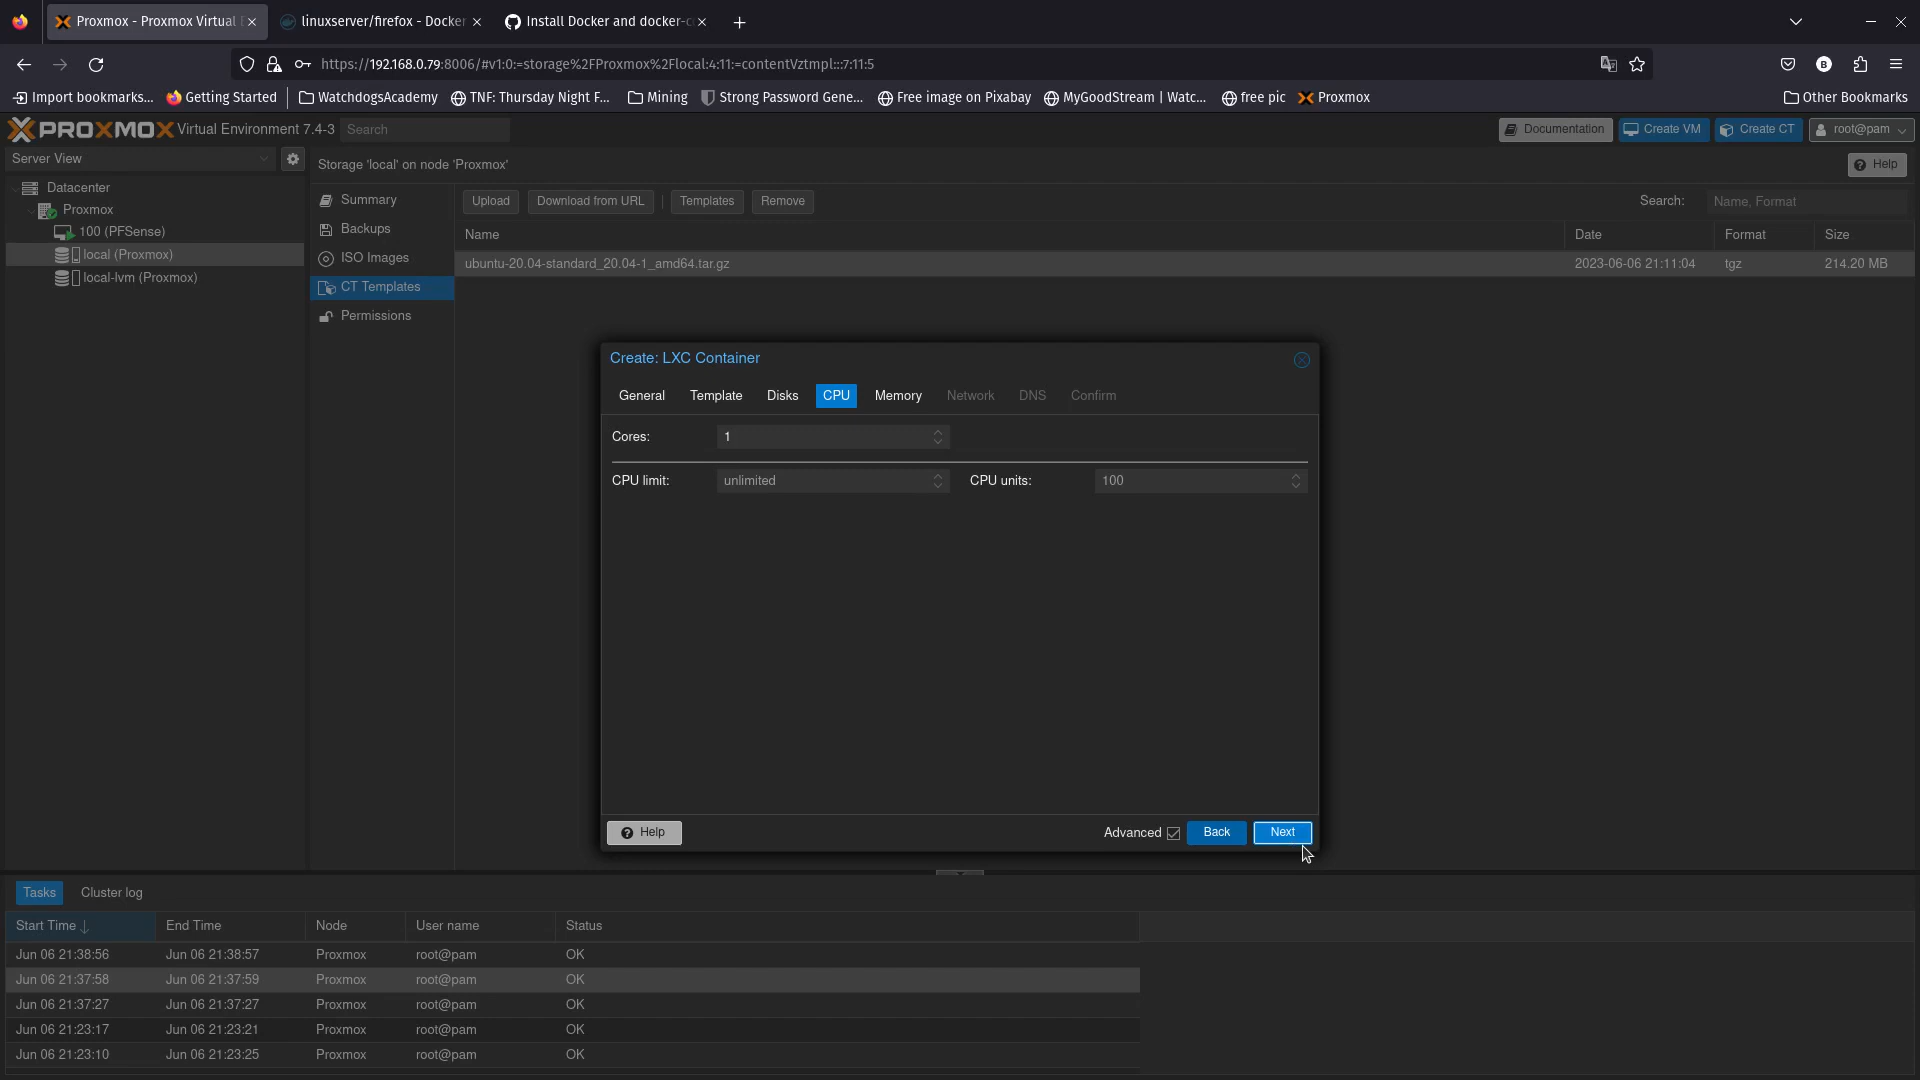 Proxmox - Proxmox Virtual
linuxserver/firefox - Docker
Install Docker and docker-c
https://192.168.0.79:8006/#v1:0:=storage%2FProxmox%2Flocal:4:11:=contentVztmpl:::7:11:5
B
Import bookmarks...
Getting Started
WatchdogsAcademy
TNF: Thursday Night F...
Mining
Strong Password Gene...
Free image on Pixabay
MyGoodStream | Watc...
free pic
Proxmox
Other Bookmarks
PROXMOX Virtual Environment 7.4-3
Search
Documentation
Create VM
Create CT
root@pam
Server View
Storage 'local' on node 'Proxmox'
Help
Datacenter
Proxmox
100 (PFSense)
local (Proxmox)
local-lvm (Proxmox)
Summary
Backups
ISO Images
CT Templates
Permissions
Upload
Download from URL
Templates
Remove
Search:
Name, Format
Name
Date
Format
Size
ubuntu-20.04-standard_20.04-1_amd64.tar.gz
2023-06-06 21:11:04
tgz
214.20 MB
Create: LXC Container
General
Template
Disks
CPU
Memory
Network
DNS
Confirm
Cores:
1
CPU limit:
unlimited
CPU units:
100
Help
Advanced
Back
Next
Tasks
Cluster log
Start Time
End Time
Node
User name
Status
Jun 06 21:38:56 Jun 06 21:38:57 Proxmox root@pam OK
Jun 06 21:37:58 Jun 06 21:37:59 Proxmox root@pam OK
Jun 06 21:37:27 Jun 06 21:37:27 Proxmox root@pam OK
Jun 06 21:23:17 Jun 06 21:23:21 Proxmox root@pam OK
Jun 06 21:23:10 Jun 06 21:23:25 Proxmox root@pam OK